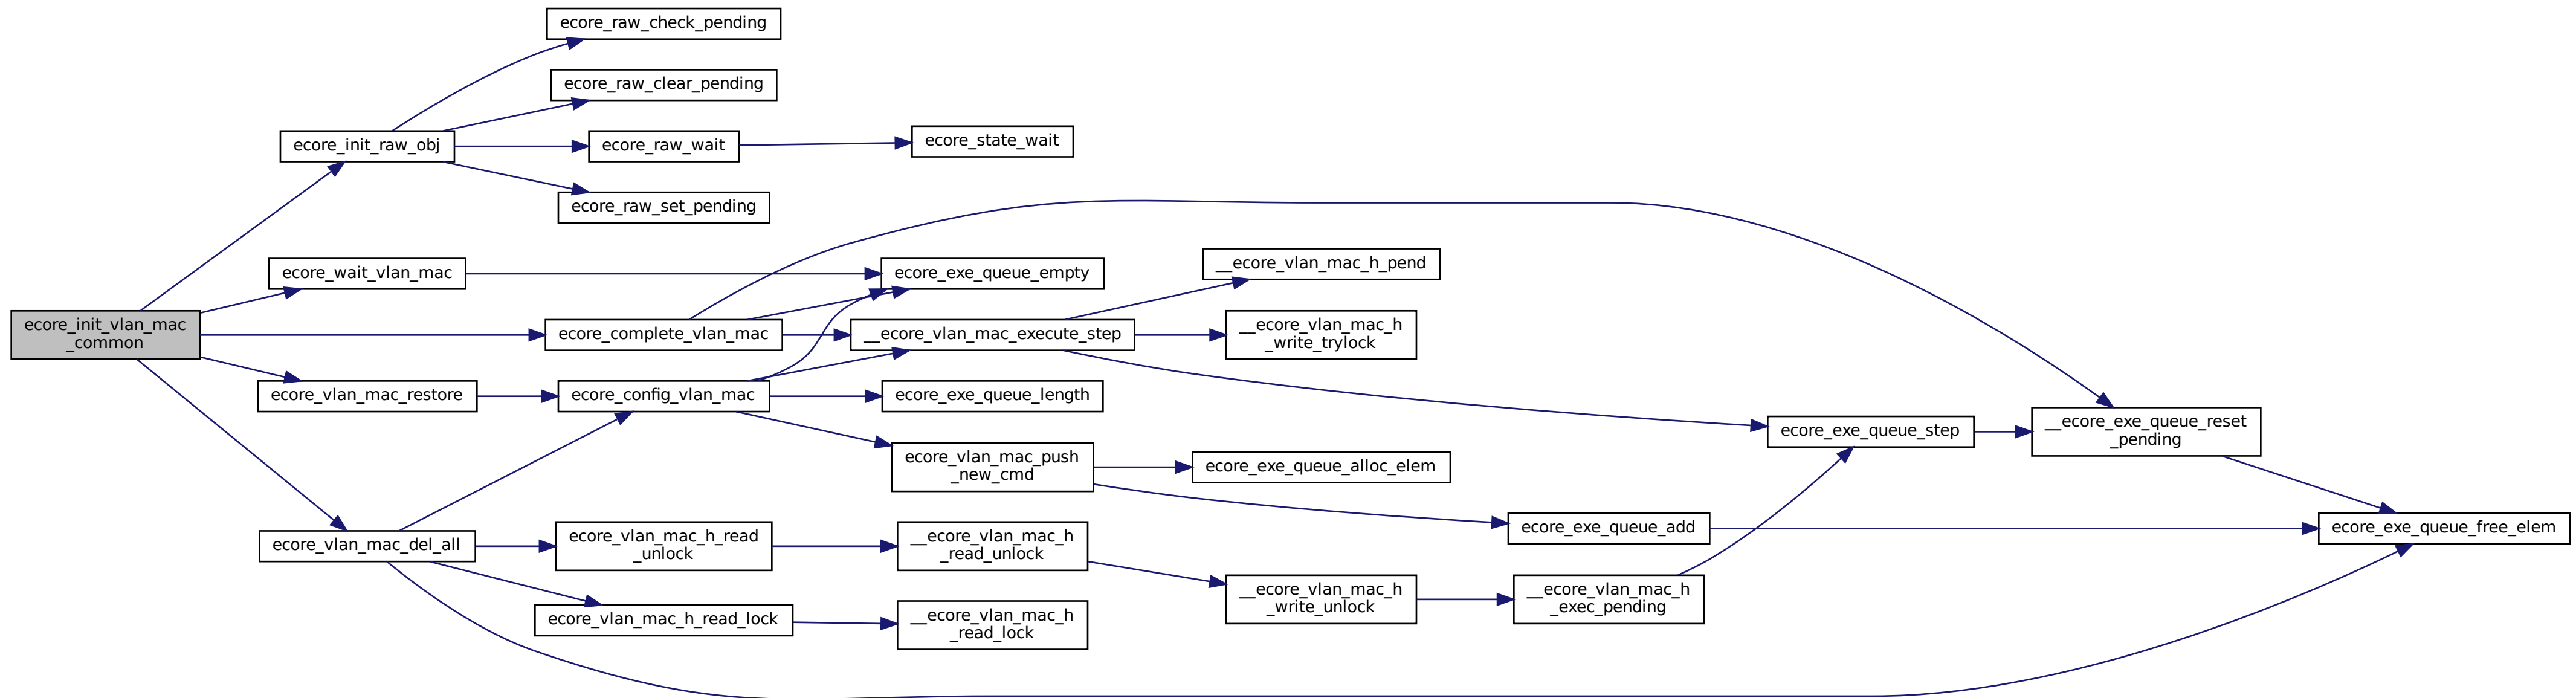 ecore_raw_check_pending
ecore_raw_clear_pending
ecore_init_raw_obj
ecore_raw_wait
ecore_state_wait
ecore_raw_set_pending
ecore_wait_vlan_mac
ecore_exe_queue_empty
__ecore_vlan_mac_h_pend
ecore_init_vlan_mac
_common
ecore_complete_vlan_mac
__ecore_vlan_mac_execute_step
__ecore_vlan_mac_h
_write_trylock
ecore_vlan_mac_restore
ecore_config_vlan_mac
ecore_exe_queue_length
ecore_exe_queue_step
__ecore_exe_queue_reset
_pending
ecore_vlan_mac_push
_new_cmd
ecore_exe_queue_alloc_elem
ecore_exe_queue_add
ecore_exe_queue_free_elem
ecore_vlan_mac_del_all
ecore_vlan_mac_h_read
_unlock
__ecore_vlan_mac_h
_read_unlock
__ecore_vlan_mac_h
_write_unlock
__ecore_vlan_mac_h
_exec_pending
ecore_vlan_mac_h_read_lock
__ecore_vlan_mac_h
_read_lock